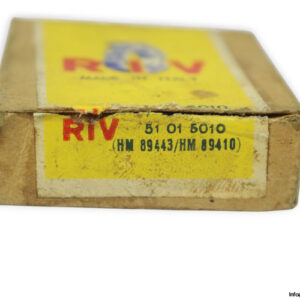 RIV
MADE IN ITALY
RIV 51 01 5010
(HM 89443/HM 89410)